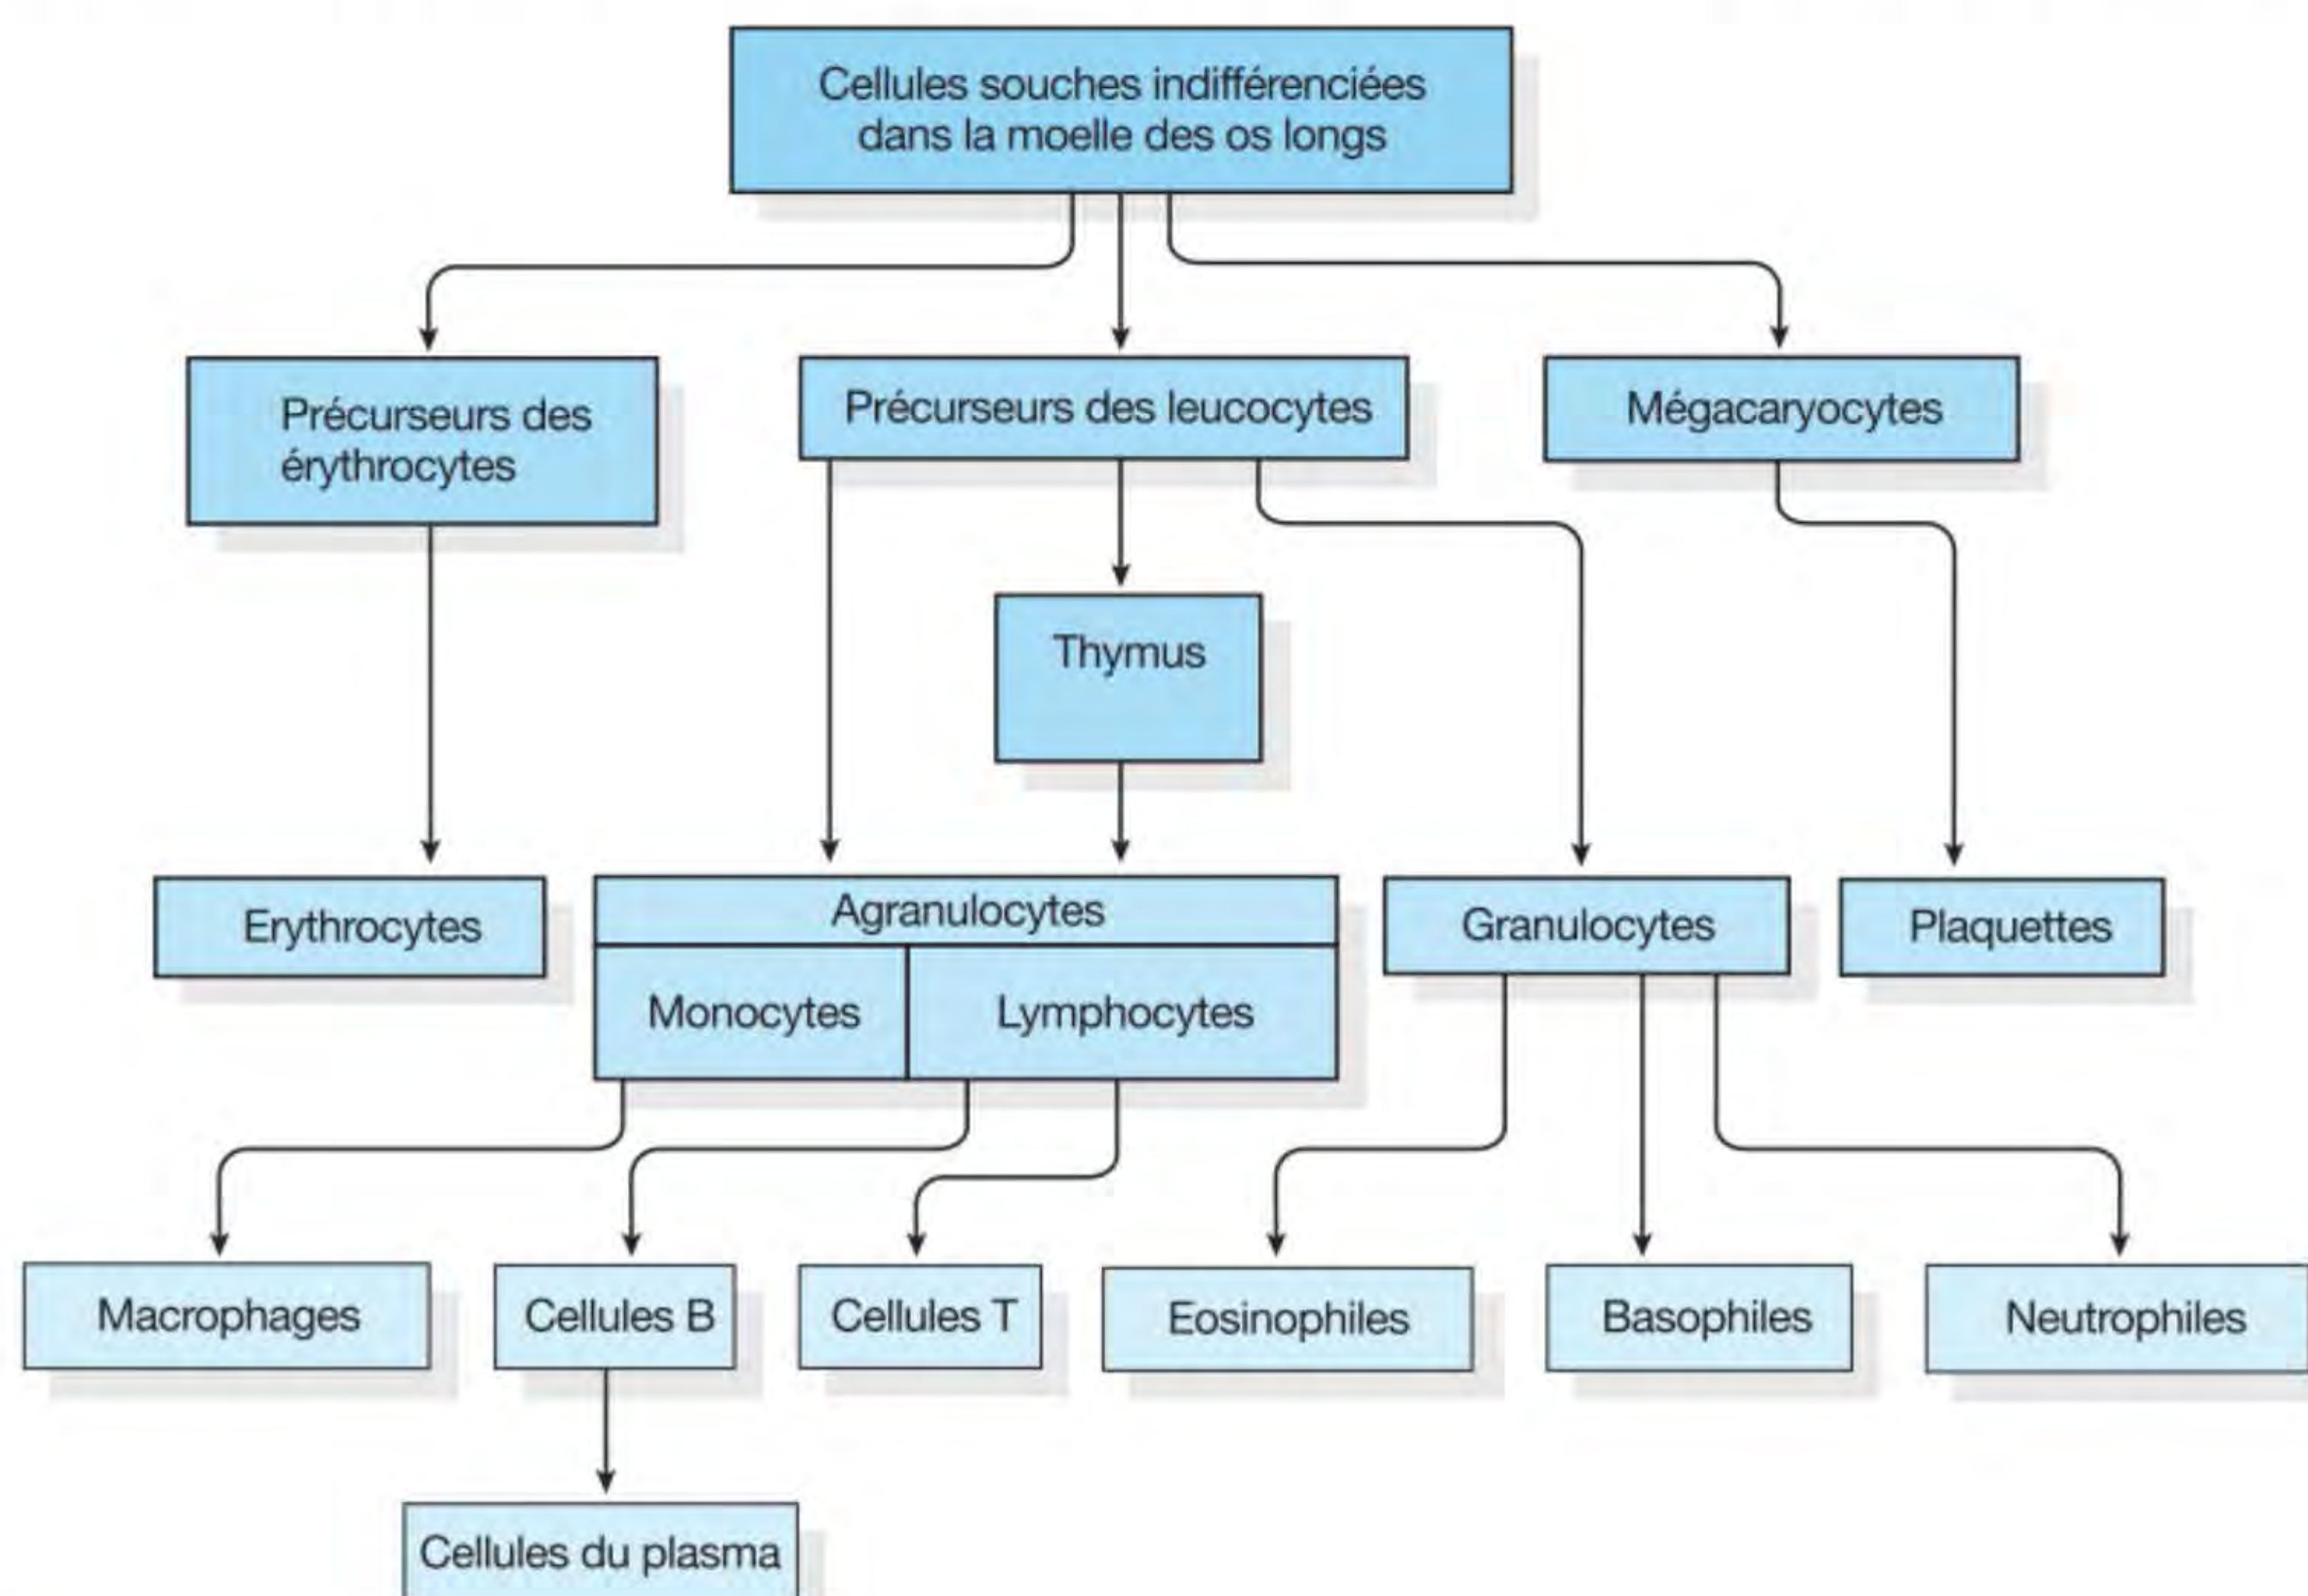 Cellules souches indifférenciées
dans la moelle des os longs
Précurseurs des
érythrocytes
Précurseurs des leucocytes
Mégacaryocytes
Thymus
Erythrocytes
Agranulocytes
Monocytes
Lymphocytes
Granulocytes
Plaquettes
Macrophages
Cellules B
Cellules T
Eosinophiles
Basophiles
Neutrophiles
Cellules du plasma